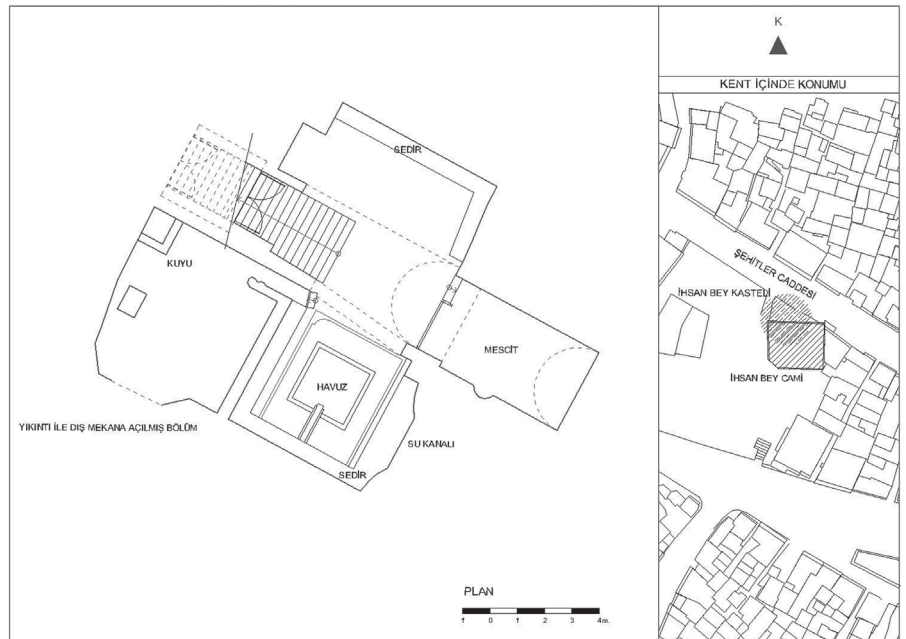 SEDİR
KUYU
MESCİT
HAVUZ
YIKINTI İLE DIŞ MEKANA AÇILMIŞ BÖLÜM
SU KANALI
SEDİR
PLAN
1 0 1 2 3 4m.
K
KENT İÇİNDE KONUMU
ŞEHİTLER CADDESİ
İHSAN BEY KASTELİ
İHSAN BEY CAMİ